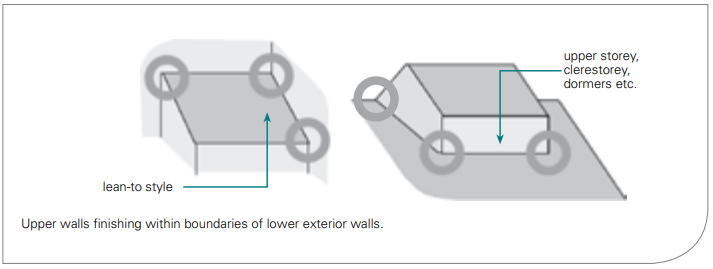 upper storey,
clerestorey,
dormers etc.
lean-to style
Upper walls finishing within boundaries of lower exterior walls.